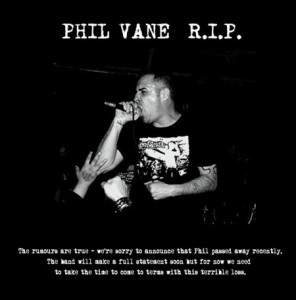 PHIL VANE R.I.P.
The rumours are true - we're sorry to announce that Phil passed away recently.
The band will make a full statement soon but for now we need
to take the time to come to terms with this terrible loss.